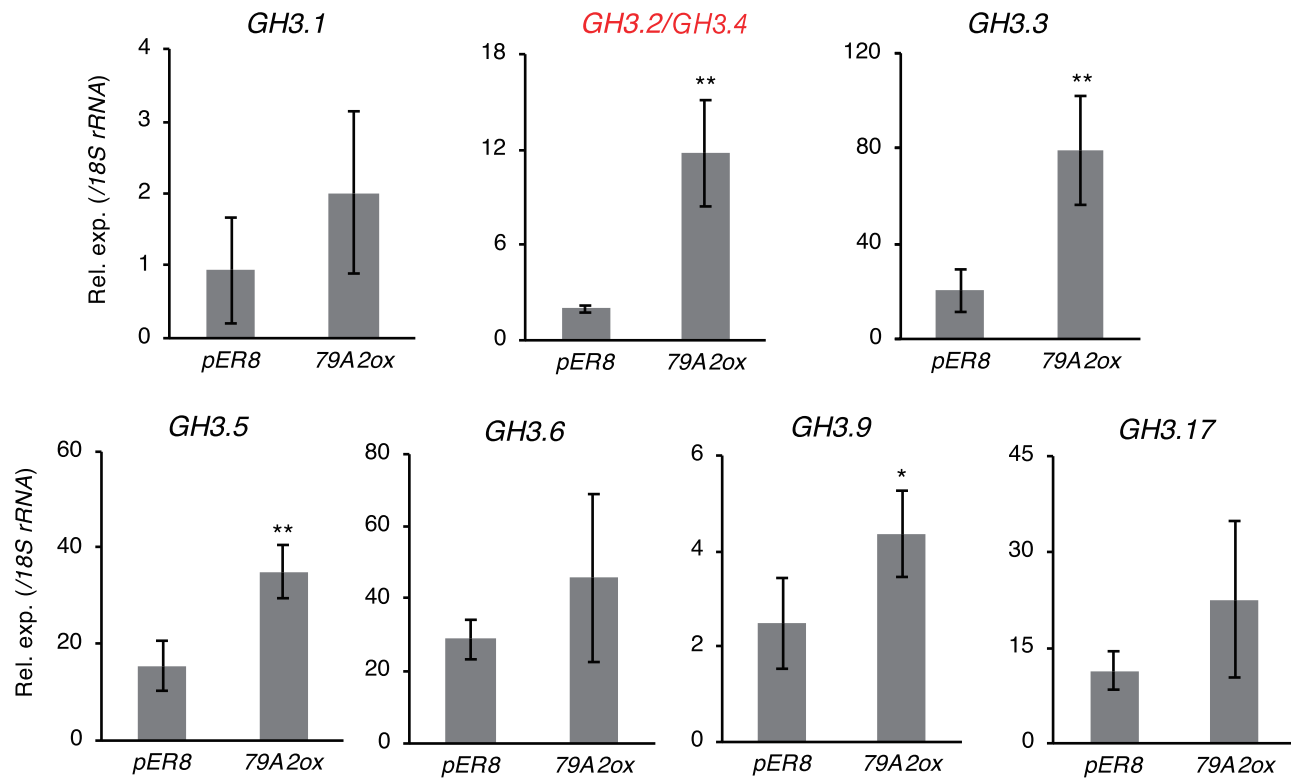 GH3.1
GH3.2/GH3.4
GH3.3
Rel. exp. (/18S rRNA)
4
3
2
1
0
pER8
79A2ox
18
12
6
0
**
pER8
79A2ox
120
80
40
0
**
pER8
79A2ox
GH3.5
GH3.6
GH3.9
GH3.17
Rel. exp. (/18S rRNA)
60
40
20
0
**
pER8
79A2ox
80
60
40
20
0
pER8
79A2ox
6
4
2
0
*
pER8
79A2ox
45
30
15
0
pER8
79A2ox